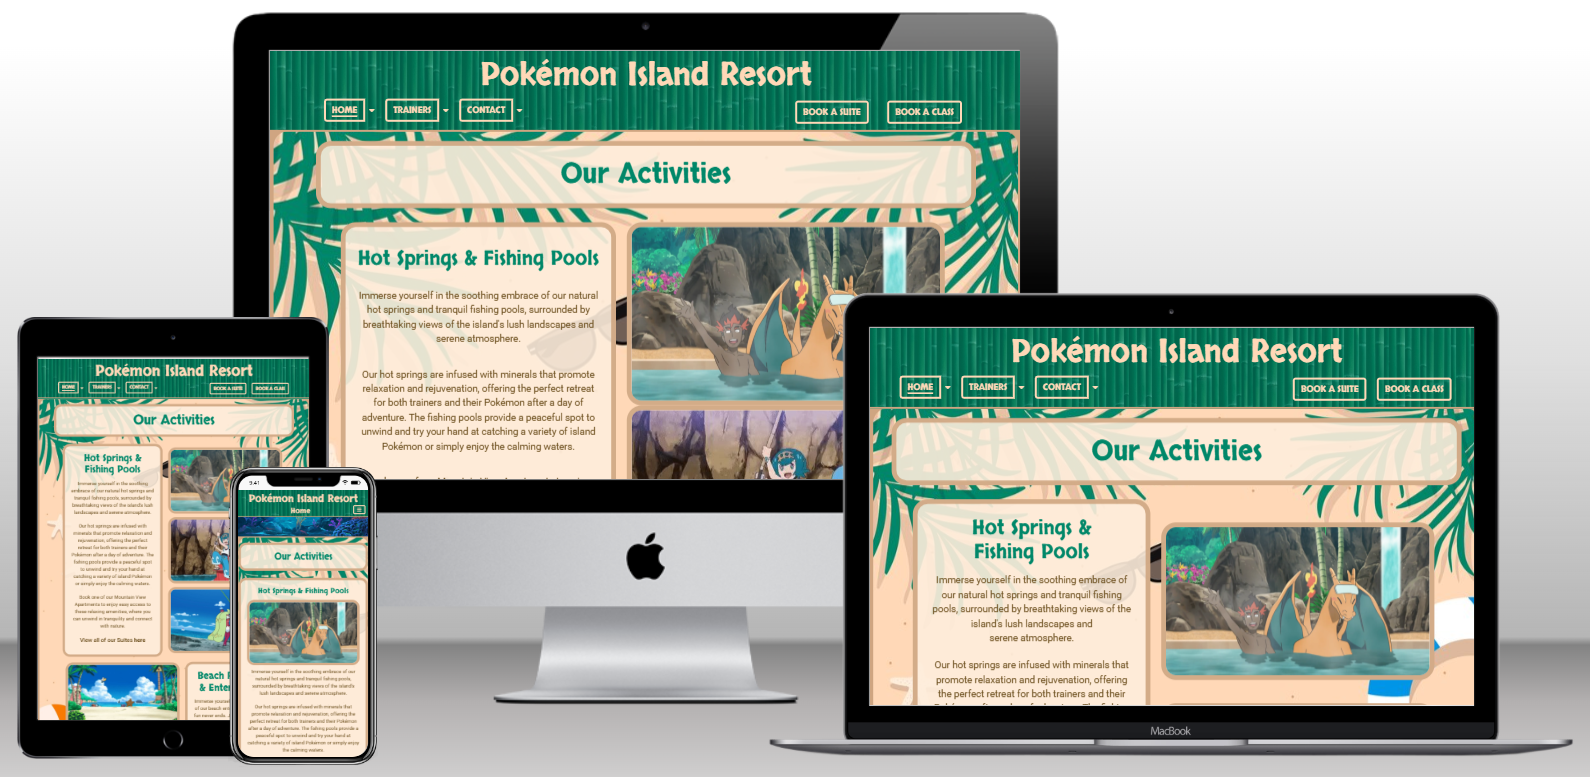 Pokémon Island Resort
HOME
TRAINERS
CONTACT
BOOK A SUITE
BOOK A CLASS
Our Activities
Hot Springs & Fishing Pools
Immerse yourself in the soothing embrace of our natural
hot springs and tranquil fishing pools, surrounded by
breathtaking views of the island's lush landscapes and
serene atmosphere.
Our hot springs are infused with minerals that promote
relaxation and rejuvenation, offering the perfect retreat
for both trainers and their Pokémon after a day of
adventure. The fishing pools provide a peaceful spot to
unwind and try your hand at catching a variety of island
Pokémon or simply enjoy the calming waters.
Pokémon Island Resort
HOME
TRAINERS
CONTACT
BOOK A SUITE
BOOK A CLASS
Our Activities
Hot Springs &
Fishing Pools
Immerse yourself in the soothing embrace of
our natural hot springs and tranquil fishing
pools, surrounded by breathtaking views of the
island's lush landscapes and
serene atmosphere.
Our hot springs are infused with minerals that
promote relaxation and rejuvenation, offering
the perfect retreat for both trainers and their
MacBook
Pokémon Island Resort
HOME
TRAINERS
CONTACT
BOOK A SUITE
BOOK A CLAS
Our Activities
Hot Springs &
Fishing Pools
Immerse yourself in the soothing
embrace of our natural hot springs and
tranquil fishing pools, surrounded by
breathtaking views of the island's lush
landscapes and serene atmosphere.
Our hot springs are infused with
minerals that promote relaxation and
rejuvenation, offering the perfect
retreat for both trainers and their
Pokémon after a day of adventure. The
fishing pools provide a peaceful spot
to unwind and try your hand at
catching a variety of island Pokémon
or simply enjoy the calming waters.
Book one of our Mountain View
Apartments to enjoy easy access to
these relaxing amenities, where you
can unwind in tranquility and connect
with nature.
View all of our Suites here
Beach
& Enter
Immerse yourse
of our beach an
fun never ends.
9:41
Pokémon Island Resort
Home
Our Activities
Hot Springs & Fishing Pools
Immerse yourself in the soothing embrace of our
natural hot springs and tranquil fishing pools,
surrounded by breathtaking views of the island's
lush landscapes and serene atmosphere.
Our hot springs are infused with minerals that
promote relaxation and rejuvenation, offering the
perfect retreat for both trainers and their Pokémon
after a day of adventure. The fishing pools provide a
peaceful spot to unwind and try your hand at
catching a variety of island Pokémon or simply enjoy
the calming waters.